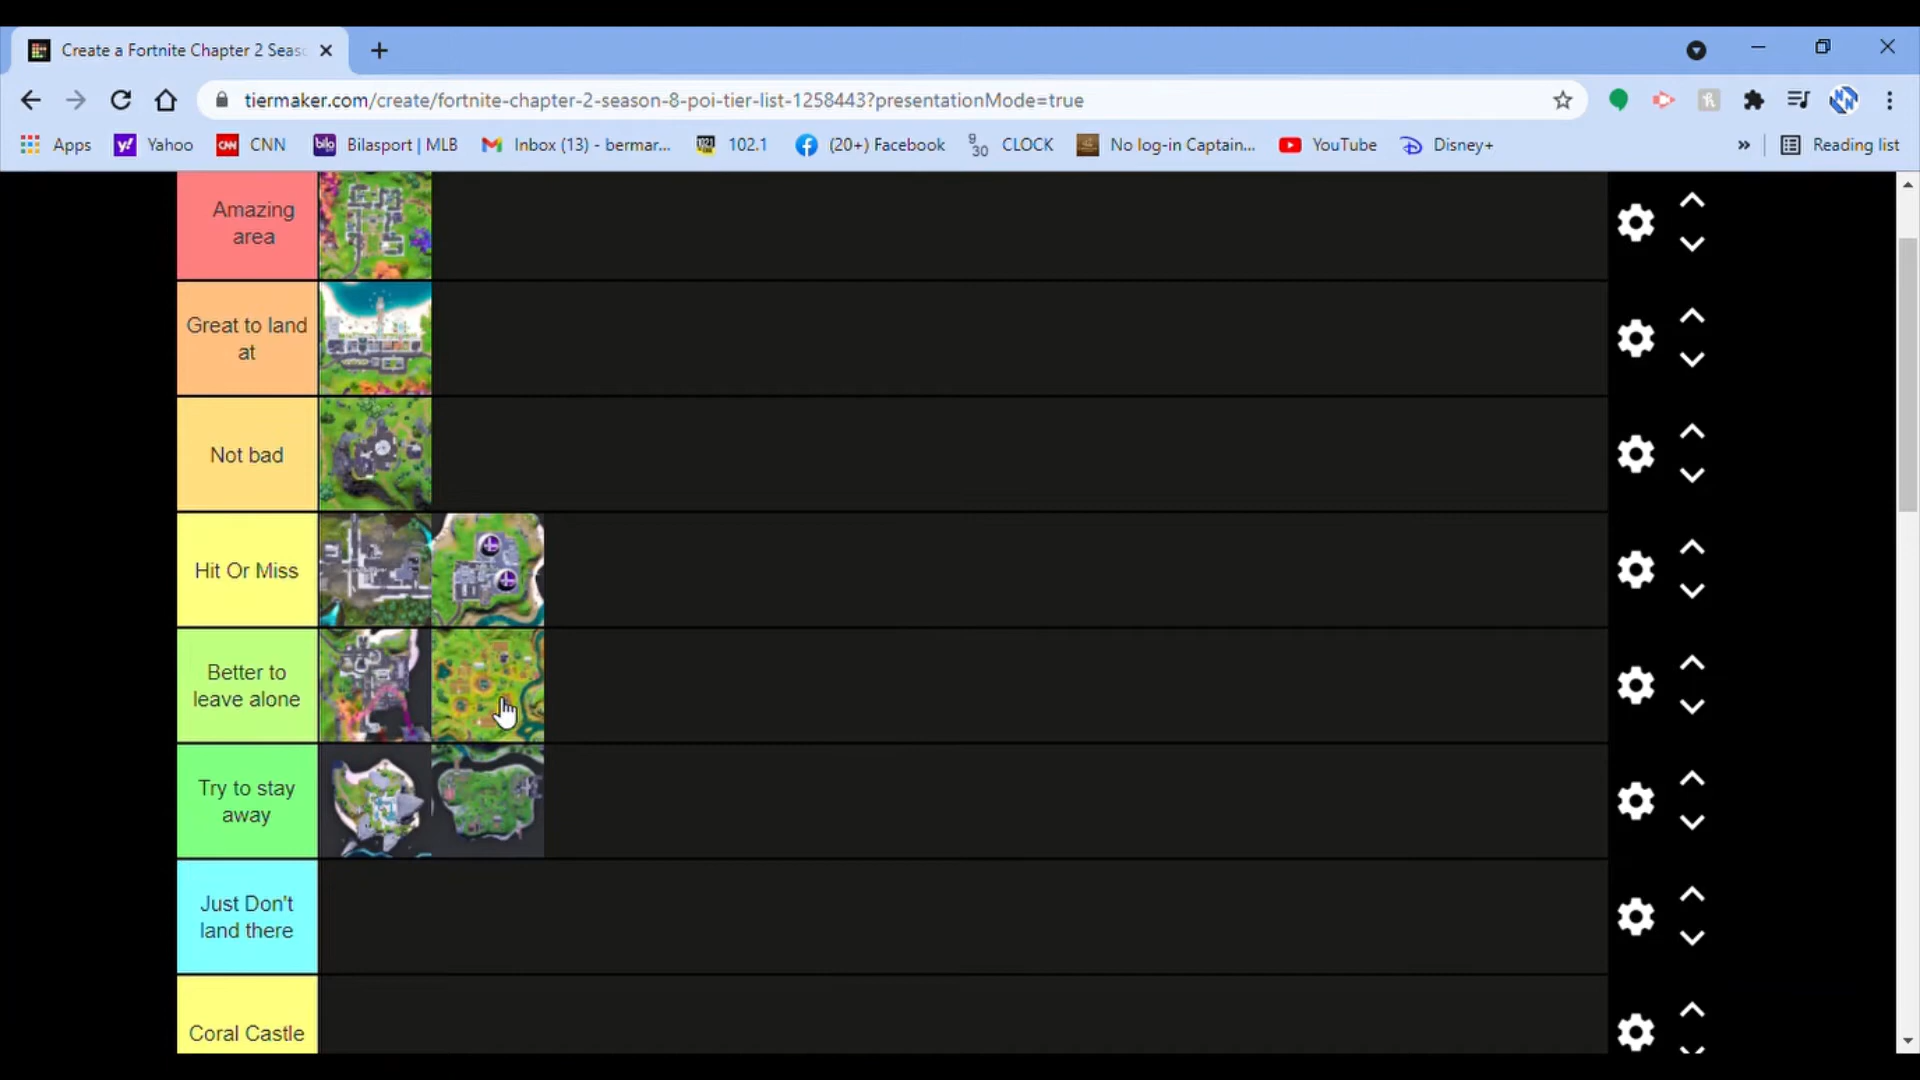 Create a Fortnite Chapter 2 Seas
tiermaker.com/create/fortnite-chapter-2-season-8-poi-tier-list-1258443?presentationMode=true
Apps Yahoo CNN Bilasport | MLB Inbox (13) - bermar... 102.1 (20+) Facebook 9 30 CLOCK No log-in Captain... YouTube Disney+ » Reading list
Amazing
area
Great to land
at
Not bad
Hit Or Miss
Better to
leave alone
Try to stay
away
Just Don't
land there
Coral Castle